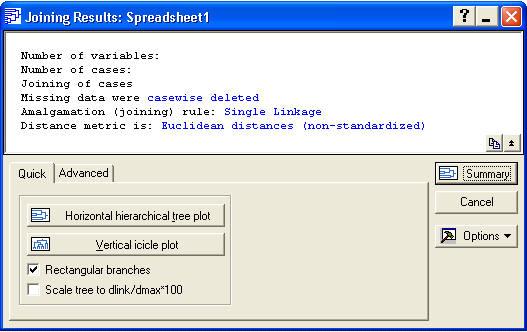 Joining Results: Spreadsheet1
Number of variables:
Number of cases:
Joining of cases
Missing data were casewise deleted
Amalgamation (joining) rule: Single Linkage
Distance metric is: Euclidean distances (non-standardized)
Quick Advanced
Summary
Cancel
Options
Horizontal hierarchical tree plot
Vertical icicle plot
Rectangular branches
Scale tree to dlink/dmax*100